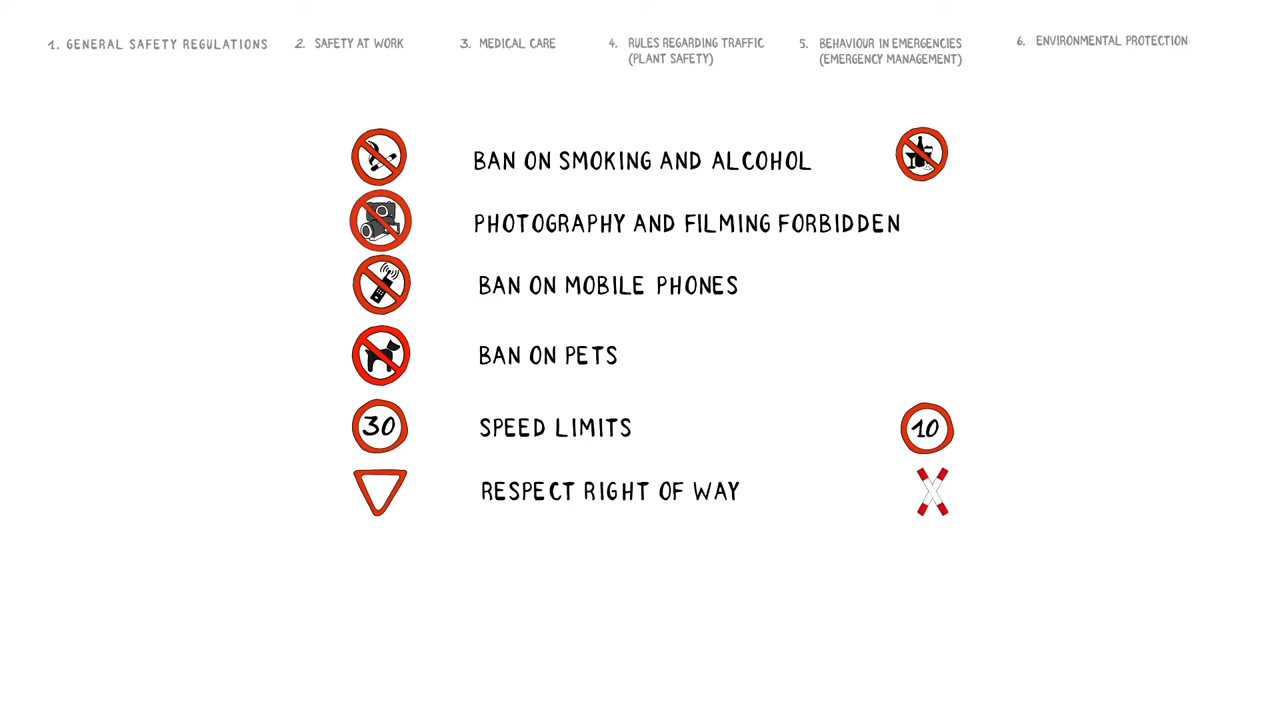 1. GENERAL SAFETY REGULATIONS
2. SAFETY AT WORK
3. MEDICAL CARE
4. RULES REGARDING TRAFFIC
(PLANT SAFETY)
5. BEHAVIOUR IN EMERGENCIES
(EMERGENCY MANAGEMENT)
6. ENVIRONMENTAL PROTECTION
BAN ON SMOKING AND ALCOHOL
PHOTOGRAPHY AND FILMING FORBIDDEN
BAN ON MOBILE PHONES
BAN ON PETS
30 SPEED LIMITS 10
RESPECT RIGHT OF WAY